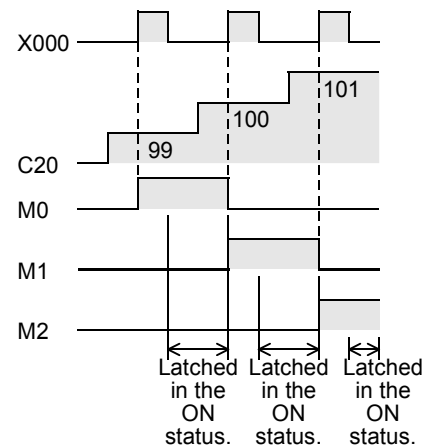 X000
101
100
99
C20
M0
M1
M2
Latched Latched Latched
in the in the in the
ON ON ON
status. status. status.